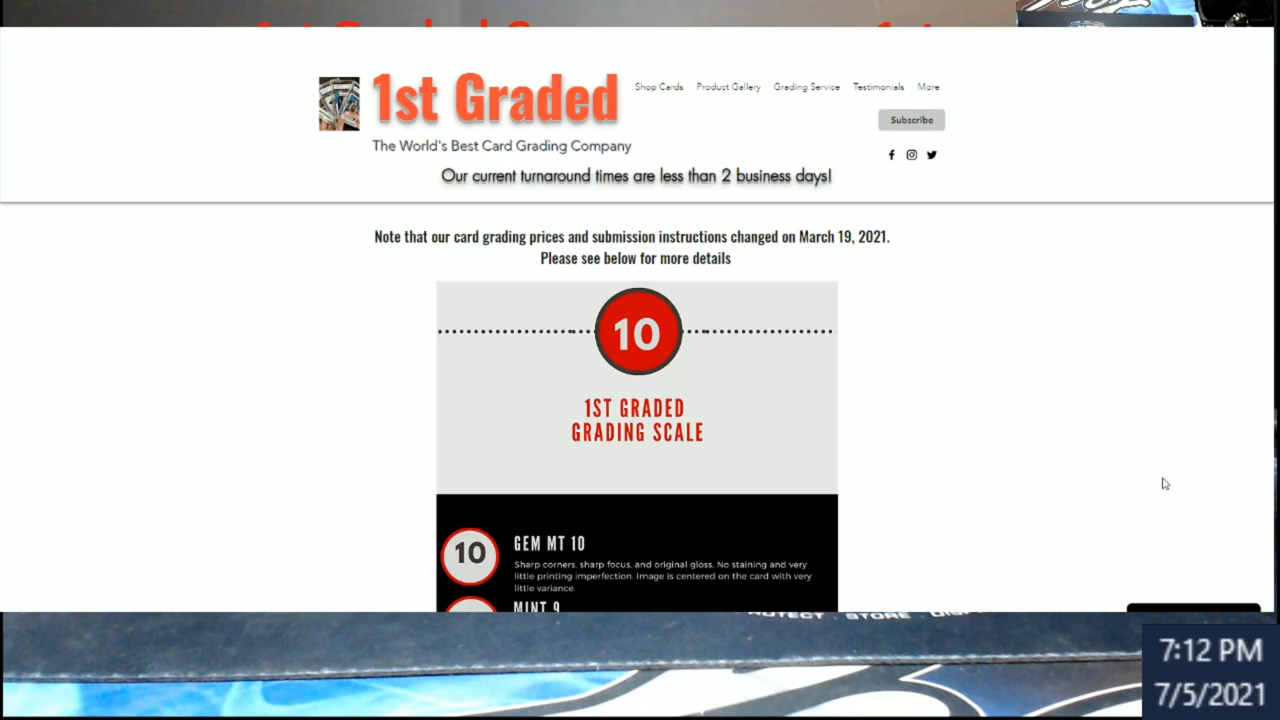 1st Graded
Shop Cards Product Gallery Grading Service Testimonials More
Subscribe
The World's Best Card Grading Company
Our current turnaround times are less than 2 business days!
Note that our card grading prices and submission instructions changed on March 19, 2021.
Please see below for more details
10
1ST GRADED
GRADING SCALE
10
GEM MT 10
Sharp corners, sharp focus, and original gloss. No staining and very
little printing imperfection. Image is centered on the card with very
little variance.
MINT 9
STORE
7:12 PM
7/5/2021